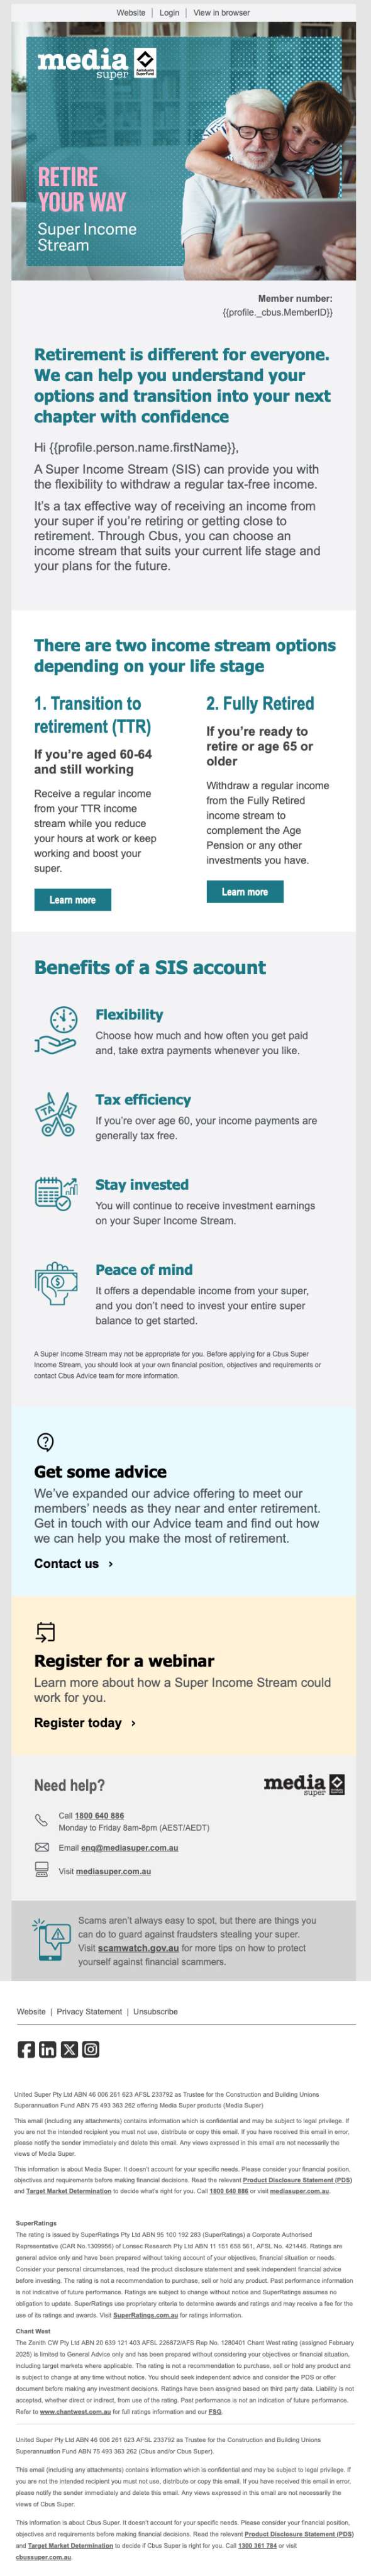 Website | Login | View in browser
media
super
RETIRE
YOUR WAY
Super Income
Stream
Member number:
{{profile._cbus.MemberID}}
Retirement is different for everyone.
We can help you understand your
options and transition into your next
chapter with confidence
Hi {{profile.person.name.firstName}},
A Super Income Stream (SIS) can provide you with
the flexibility to withdraw a regular tax-free income.
It's a tax effective way of receiving an income from
your super if you're retiring or getting close to
retirement. Through Cbus, you can choose an
income stream that suits your current life stage and
your plans for the future.
There are two income stream options
depending on your life stage
1. Transition to
retirement (TTR)
If you're aged 60-64
and still working
Receive a regular income
from your TTR income
stream while you reduce
your hours at work or keep
working and boost your
super.
Learn more
2. Fully Retired
If you're ready to
retire or age 65 or
older
Withdraw a regular income
from the Fully Retired
income stream to
complement the Age
Pension or any other
investments you have.
Learn more
Benefits of a SIS account
Flexibility
Choose how much and how often you get paid
and, take extra payments whenever you like.
TAX
Tax efficiency
If you're over age 60, your income payments are
generally tax free.
Stay invested
You will continue to receive investment earnings
on your Super Income Stream.
Peace of mind
It offers a dependable income from your super,
and you don't need to invest your entire super
balance to get started.
A Super Income Stream may not be appropriate for you. Before applying for a Cbus Super
Income Stream, you should look at your own financial position, objectives and requirements or
contact Cbus Advice team for more information.
Get some advice
We've expanded our advice offering to meet our
members' needs as they near and enter retirement.
Get in touch with our Advice team and find out how
we can help you make the most of retirement.
Contact us ›
Register for a webinar
Learn more about how a Super Income Stream could
work for you.
Register today ›
Need help?
media
super
Call 1800 640 886
Monday to Friday 8am-8pm (AEST/AEDT)
Email enq@mediasuper.com.au
Visit mediasuper.com.au
Scams aren't always easy to spot, but there are things you
can do to guard against fraudsters stealing your super.
Visit scamwatch.gov.au for more tips on how to protect
yourself against financial scammers.
Website | Privacy Statement | Unsubscribe
United Super Pty Ltd ABN 46 006 261 623 AFSL 233792 as Trustee for the Construction and Building Unions
Superannuation Fund ABN 75 493 363 262 offering Media Super products (Media Super)
This email (including any attachments) contains information which is confidential and may be subject to legal privilege. If
you are not the intended recipient you must not use, distribute or copy this email. If you have received this email in error,
please notify the sender immediately and delete this email. Any views expressed in this email are not necessarily the
views of Media Super.
This information is about Media Super. It doesn't account for your specific needs. Please consider your financial position,
objectives and requirements before making financial decisions. Read the relevant Product Disclosure Statement (PDS)
and Target Market Determination to decide what's right for you. Call 1800 640 886 or visit mediasuper.com.au.
SuperRatings
The rating is issued by SuperRatings Pty Ltd ABN 95 100 192 283 (SuperRatings) a Corporate Authorised
Representative (CAR No.1309956) of Lonsec Research Pty Ltd ABN 11 151 658 561, AFSL No. 421445. Ratings are
general advice only and have been prepared without taking account of your objectives, financial situation or needs.
Consider your personal circumstances, read the product disclosure statement and seek independent financial advice
before investing. The rating is not a recommendation to purchase, sell or hold any product. Past performance information
is not indicative of future performance. Ratings are subject to change without notice and SuperRatings assumes no
obligation to update. SuperRatings use proprietary criteria to determine awards and ratings and may receive a fee for the
use of its ratings and awards. Visit SuperRatings.com.au for ratings information.
Chant West
The Zenith CW Pty Ltd ABN 20 639 121 403 AFSL 226872/AFS Rep No. 1280401 Chant West rating (assigned February
2025) is limited to General Advice only and has been prepared without considering your objectives or financial situation,
including target markets where applicable. The rating is not a recommendation to purchase, sell or hold any product and
is subject to change at any time without notice. You should seek independent advice and consider the PDS or offer
document before making any investment decisions. Ratings have been assigned based on third party data. Liability is not
accepted, whether direct or indirect, from use of the rating. Past performance is not an indication of future performance.
Refer to www.chantwest.com.au for full ratings information and our FSG.
United Super Pty Ltd ABN 46 006 261 623 AFSL 233792 as Trustee for the Construction and Building Unions
Superannuation Fund ABN 75 493 363 262 (Cbus and/or Cbus Super).
This email (including any attachments) contains information which is confidential and may be subject to legal privilege. If
you are not the intended recipient you must not use, distribute or copy this email. If you have received this email in error,
please notify the sender immediately and delete this email. Any views expressed in this email are not necessarily the
views of Cbus Super.
This information is about Cbus Super. It doesn't account for your specific needs. Please consider your financial position,
objectives and requirements before making financial decisions. Read the relevant Product Disclosure Statement (PDS)
and Target Market Determination to decide if Cbus Super is right for you. Call 1300 361 784 or visit
cbussuper.com.au.